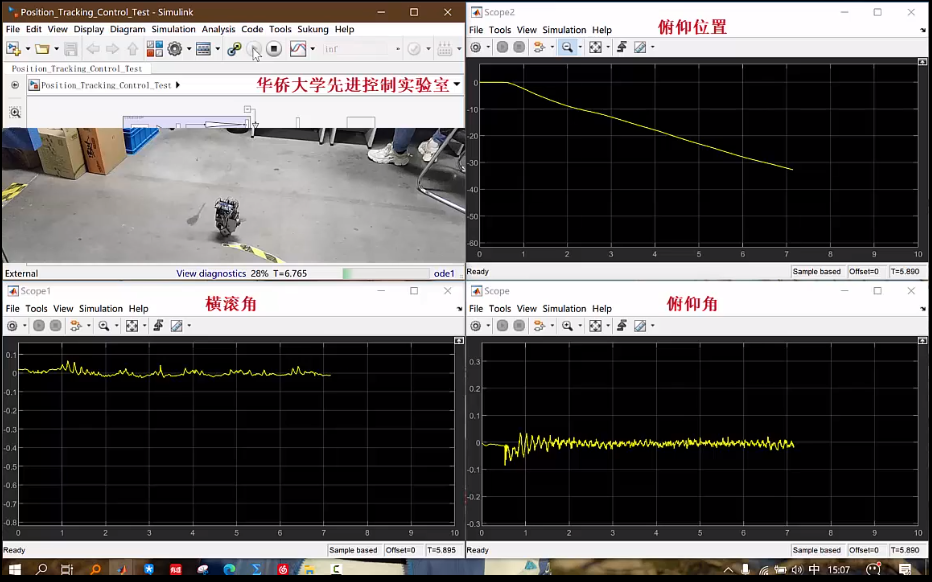 Position_Tracking_Control_Test - Simulink
File Edit View Display Diagram Simulation Analysis Code Tools Sukung Help
inf
Position_Tracking_Control_Test
Position_Tracking_Control_Test
华侨大学先进控制实验室
External View diagnostics 28% T=6.765 ode1
Scope2
俯仰位置
File Tools View Simulation Help
0
-10
-20
-30
-40
-50
-60
0 1 2 3 4 5 6 7 8 9 10
Ready Sample based Offset=0 T=5.890
Scope1
横滚角
File Tools View Simulation Help
0.1
0
-0.1
-0.2
-0.3
-0.4
-0.5
-0.6
-0.7
-0.8
0 1 2 3 4 5 6 7 8 9 10
Ready Sample based Offset=0 T=5.895
Scope
俯仰角
File Tools View Simulation Help
0.3
0.2
0.1
0
-0.1
-0.2
-0.3
0 1 2 3 4 5 6 7 8 9 10
Ready Sample based Offset=0 T=5.890
中 15:07